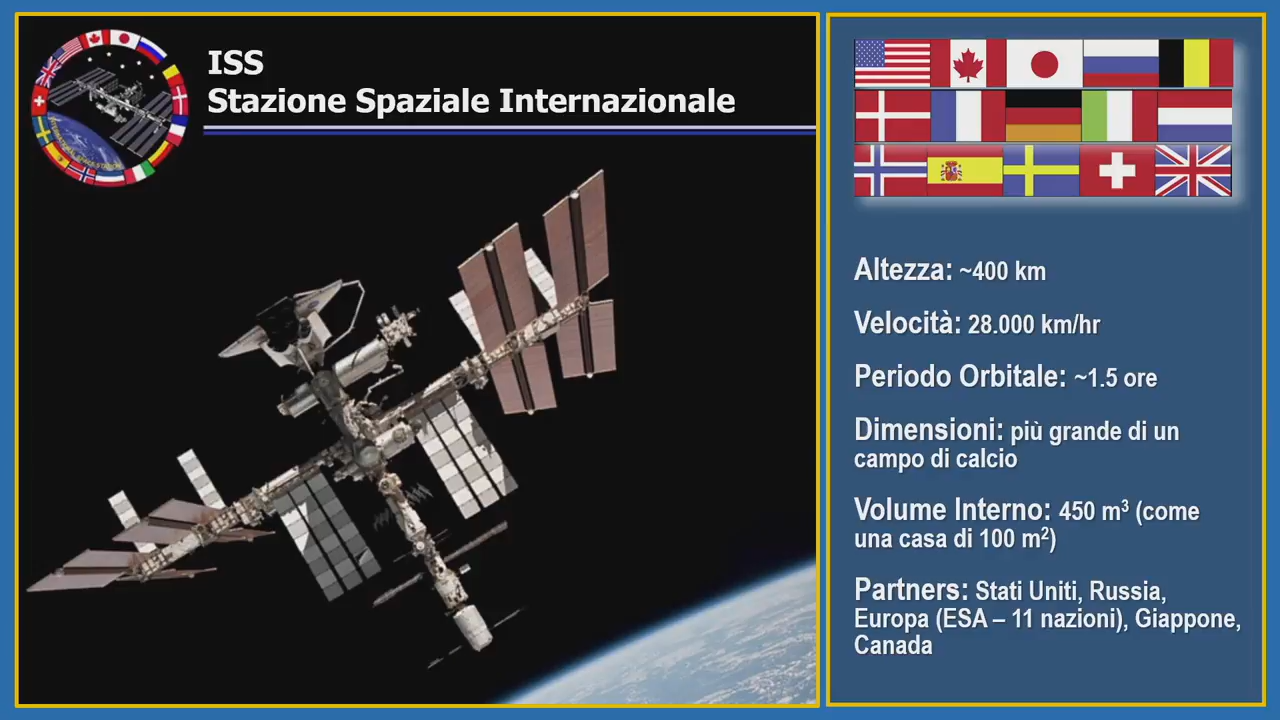 ISS
Stazione Spaziale Internazionale
Altezza: ~400 km
Velocità: 28.000 km/hr
Periodo Orbitale: ~1.5 ore
Dimensioni: più grande di un
campo di calcio
Volume Interno: 450 m³ (come
una casa di 100 m²)
Partners: Stati Uniti, Russia,
Europa (ESA – 11 nazioni), Giappone,
Canada